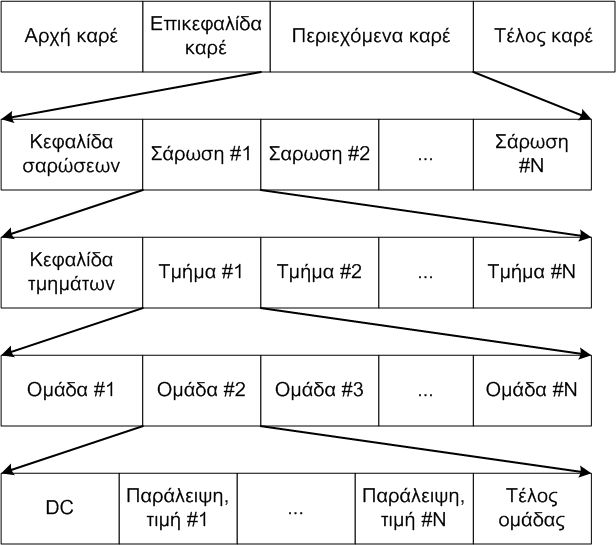 Αρχή καρέ
Επικεφαλίδα
καρέ
Περιεχόμενα καρέ
Τέλος καρέ
Κεφαλίδα
σαρώσεων
Σάρωση #1
Σαρωση #2
...
Σάρωση
#N
Κεφαλίδα
τμημάτων
Τμήμα #1
Τμήμα #2
...
Τμήμα #N
Ομάδα #1
Ομάδα #2
Ομάδα #3
...
Ομάδα #N
DC
Παράλειψη,
τιμή #1
...
Παράλειψη,
τιμή #N
Τέλος
ομάδας